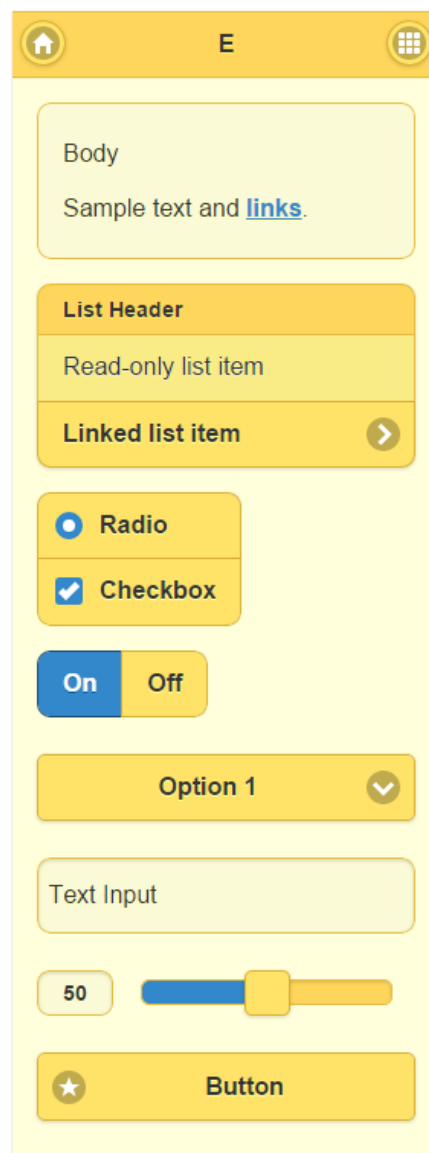 E
Body
Sample text and links.
List Header
Read-only list item
Linked list item
Radio
Checkbox
On Off
Option 1
Text Input
50
Button